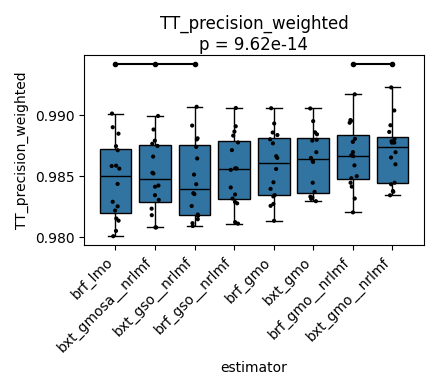 TT_precision_weighted
p = 9.62e-14
TT_precision_weighted
0.990
0.985
0.980
brf_lmo
bxt_gmosa__nrlmf
bxt_gso__nrlmf
brf_gso__nrlmf
brf_gmo
bxt_gmo
brf_gmo__nrlmf
bxt_gmo__nrlmf
estimator